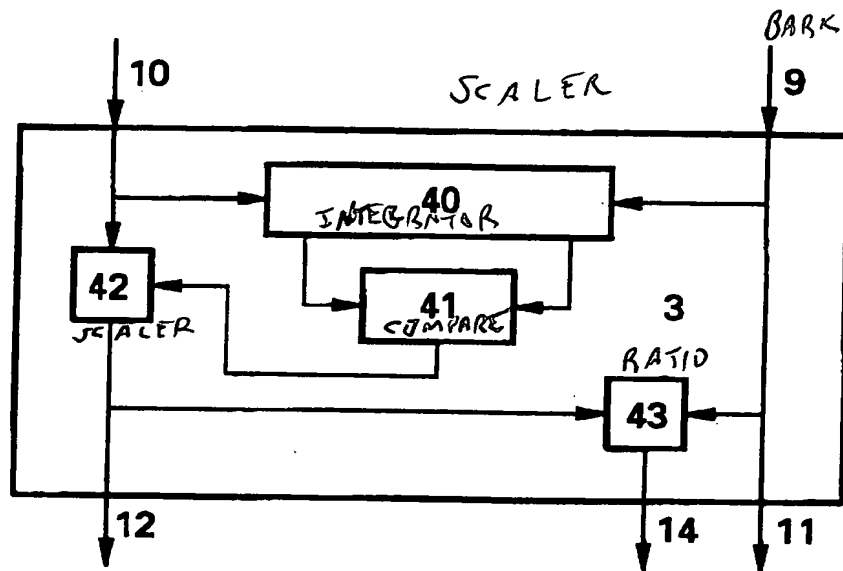 BARK
10
SCALER
9
40
INTEGRATOR
42
41
COMPARE
3
SCALER
RATIO
43
12
14
11